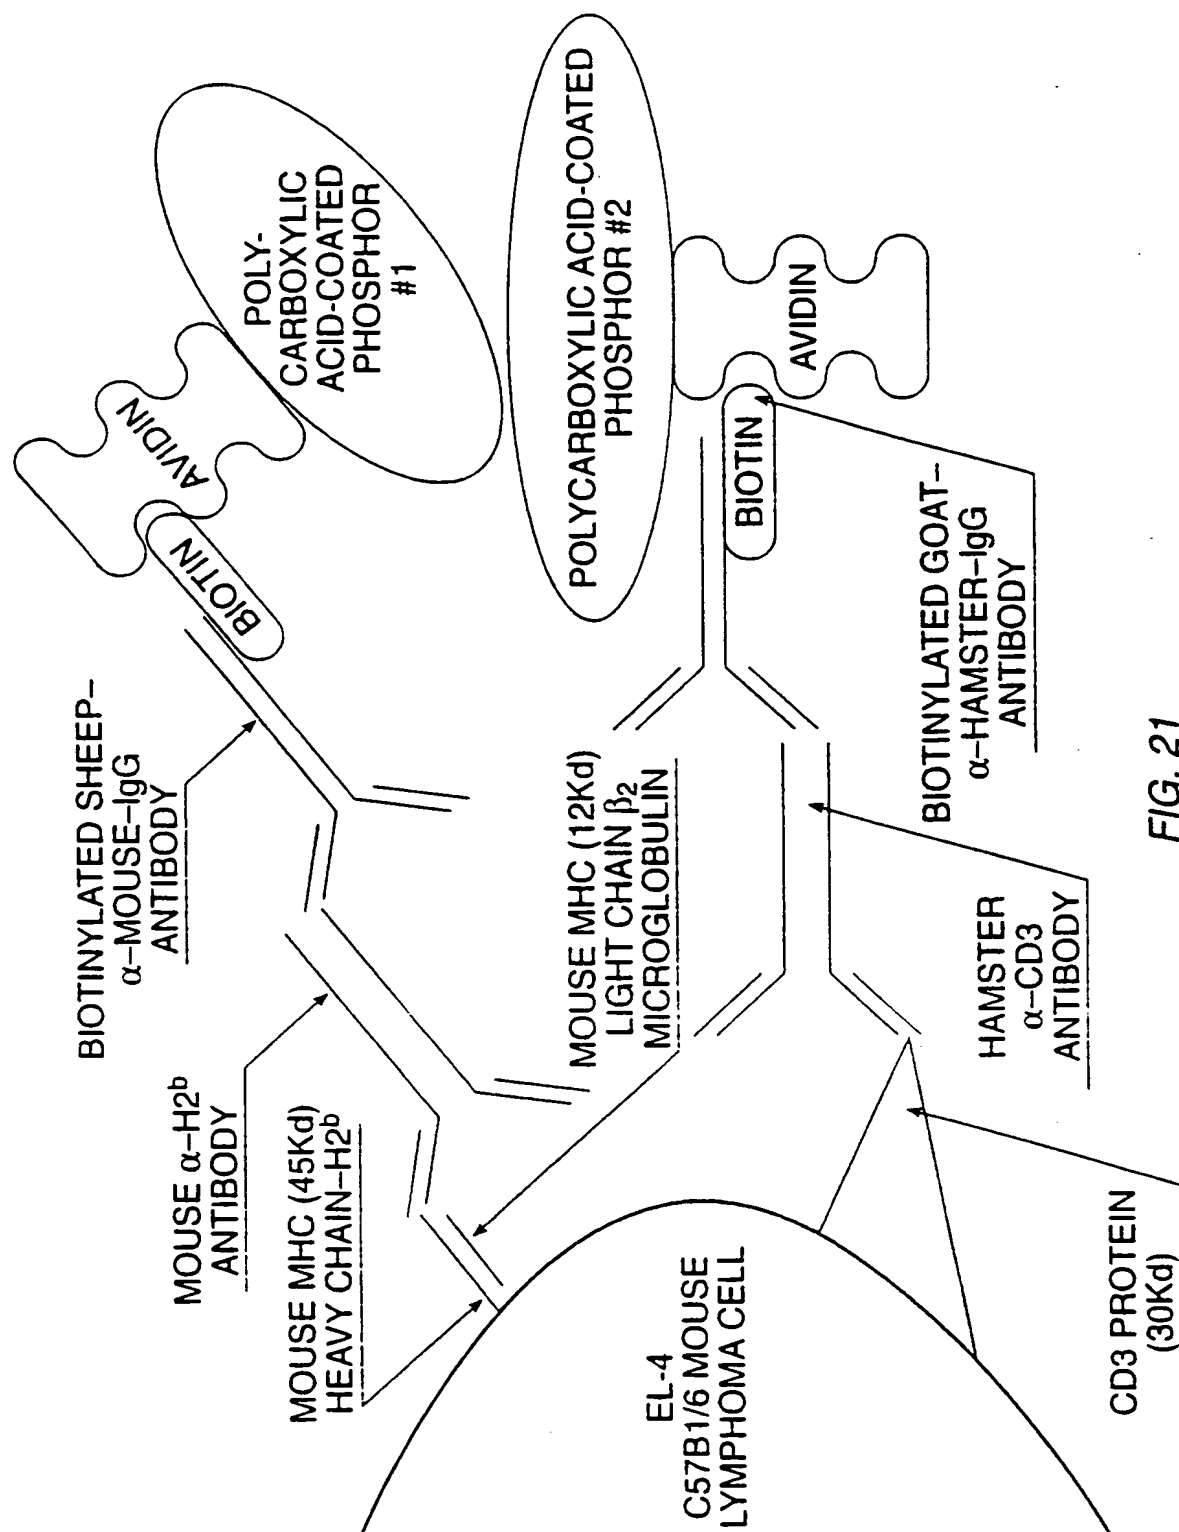 BIOTINYLATED SHEEP–
α–MOUSE–IgG
ANTIBODY
MOUSE α–H2b
ANTIBODY
MOUSE MHC (45Kd)
HEAVY CHAIN–H2b
BIOTIN
AVIDIN
POLY-
CARBOXYLIC
ACID-COATED
PHOSPHOR
#1
POLYCARBOXYLIC ACID-COATED
PHOSPHOR #2
MOUSE MHC (12Kd)
LIGHT CHAIN β2
MICROGLOBULIN
EL-4
C57B1/6 MOUSE
LYMPHOMA CELL
BIOTIN
AVIDIN
BIOTINYLATED GOAT–
α–HAMSTER–IgG
ANTIBODY
HAMSTER
α–CD3
ANTIBODY
CD3 PROTEIN
(30Kd)
FIG. 21